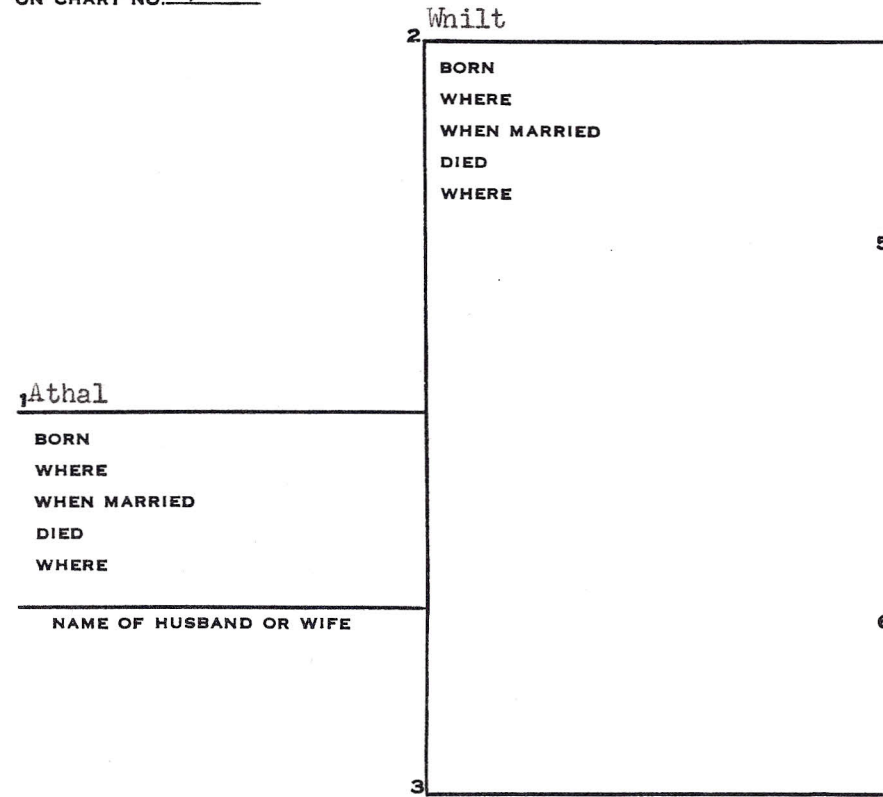 ON CHART NO.
2 Wnilt
BORN
WHERE
WHEN MARRIED
DIED
WHERE
5
1 Athal
BORN
WHERE
WHEN MARRIED
DIED
WHERE
NAME OF HUSBAND OR WIFE
6
3